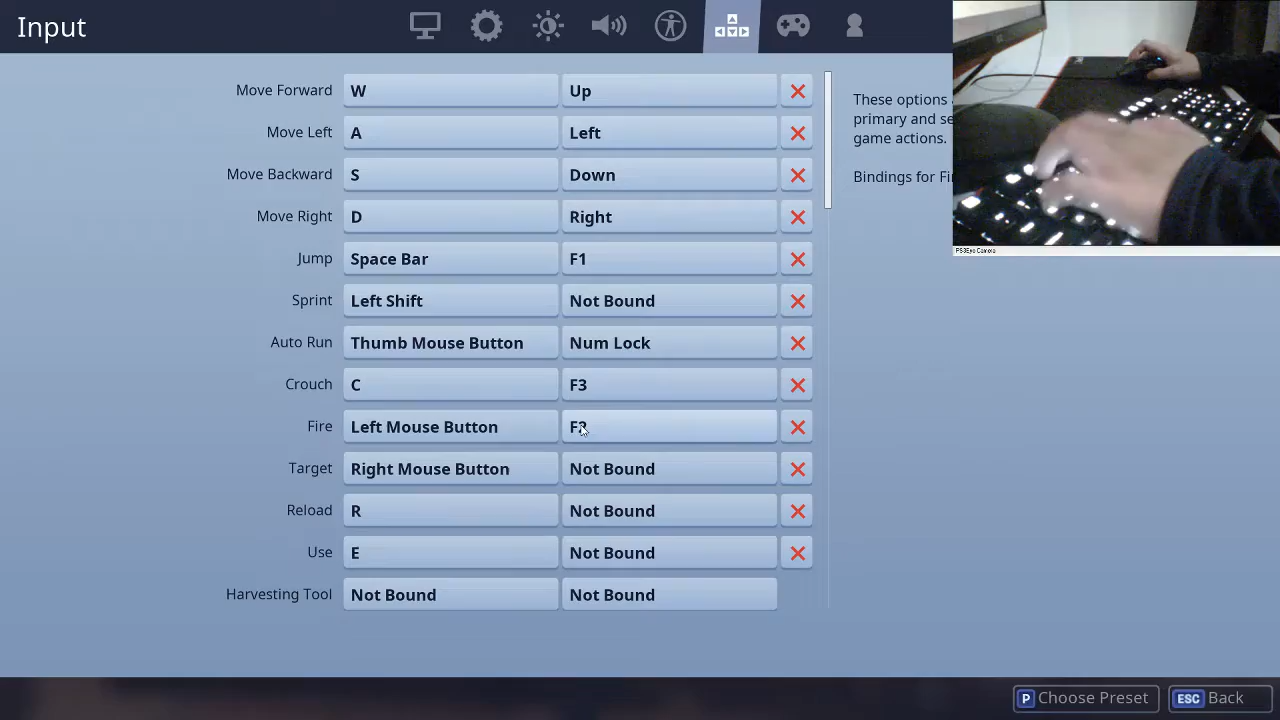 Input
Move Forward W Up
Move Left A Left
Move Backward S Down
Move Right D Right
Jump Space Bar F1
Sprint Left Shift Not Bound
Auto Run Thumb Mouse Button Num Lock
Crouch C F3
Fire Left Mouse Button
Target Right Mouse Button Not Bound
Reload R Not Bound
Use E Not Bound
Harvesting Tool Not Bound Not Bound
These options
primary and
game actions.
Bindings for
PS3Eye Camera
P Choose Preset
ESC Back